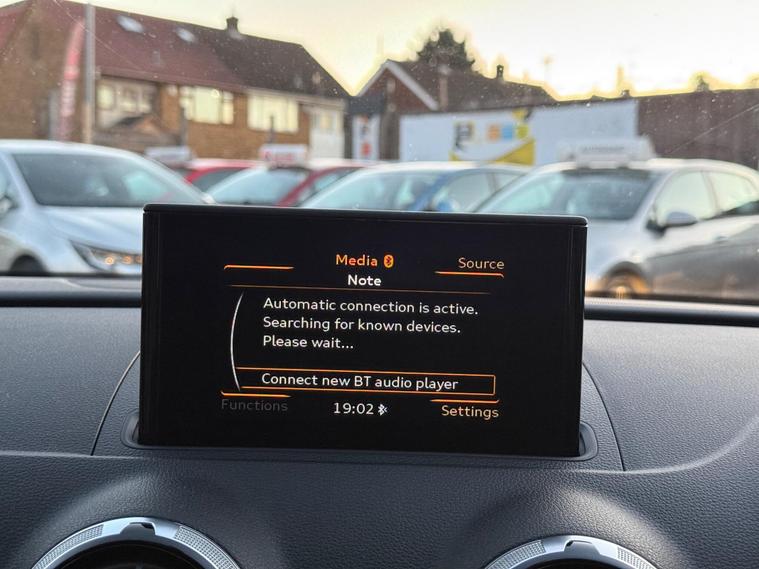 Media
Source
Note
Automatic connection is active.
Searching for known devices.
Please wait...
Connect new BT audio player
Functions
19:02
Settings